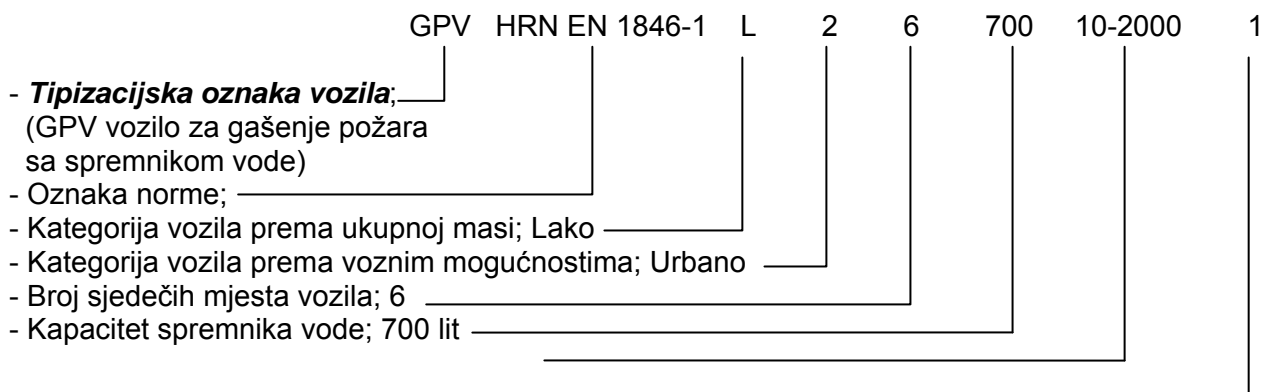 GPV HRN EN 1846-1 L 2 6 700 10-2000 1
- Tipizacijska oznaka vozila;
(GPV vozilo za gašenje požara
sa spremnikom vode)
- Oznaka norme;
- Kategorija vozila prema ukupnoj masi; Lako
- Kategorija vozila prema voznim mogućnostima; Urbano
- Broj sjedečih mjesta vozila; 6
- Kapacitet spremnika vode; 700 lit